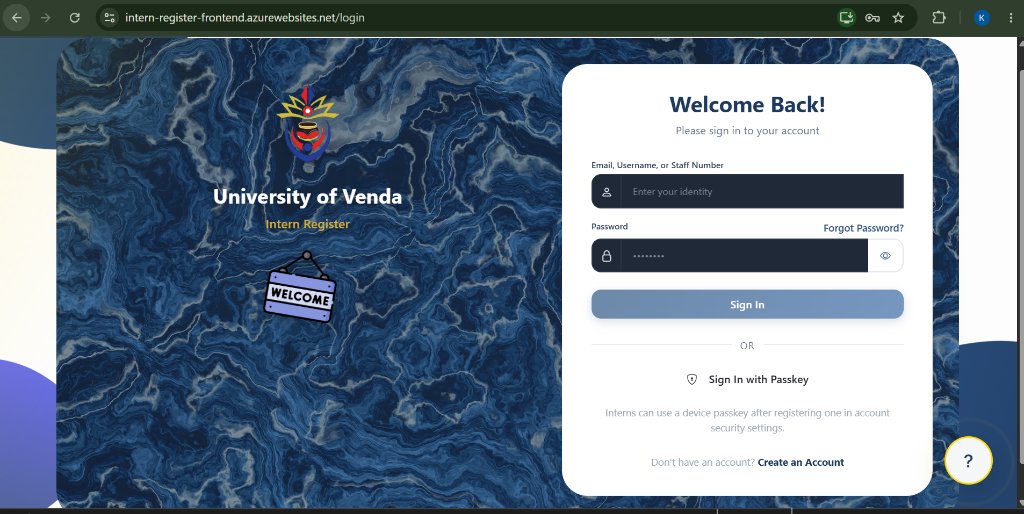 intern-register-frontend.azurewebsites.net/login
K
University of Venda
Intern Register
WELCOME
Welcome Back!
Please sign in to your account
Email, Username, or Staff Number
Enter your identity
Password Forgot Password?
••••••••
Sign In
OR
Sign In with Passkey
Interns can use a device passkey after registering one in account
security settings.
Don't have an account? Create an Account
?